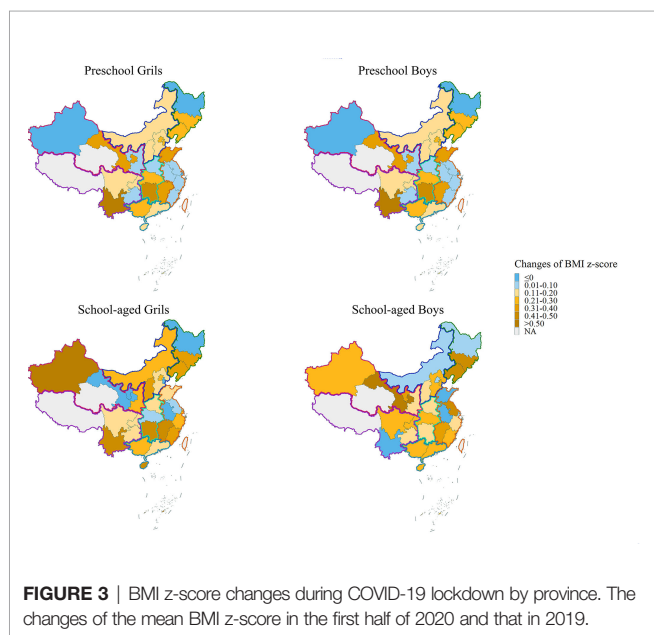 Preschool Grils
Preschool Boys
Changes of BMI z-score
≤0
0.01-0.10
0.11-0.20
0.21-0.30
0.31-0.40
0.41-0.50
>0.50
NA
School-aged Grils
School-aged Boys
FIGURE 3 | BMI z-score changes during COVID-19 lockdown by province. The
changes of the mean BMI z-score in the first half of 2020 and that in 2019.